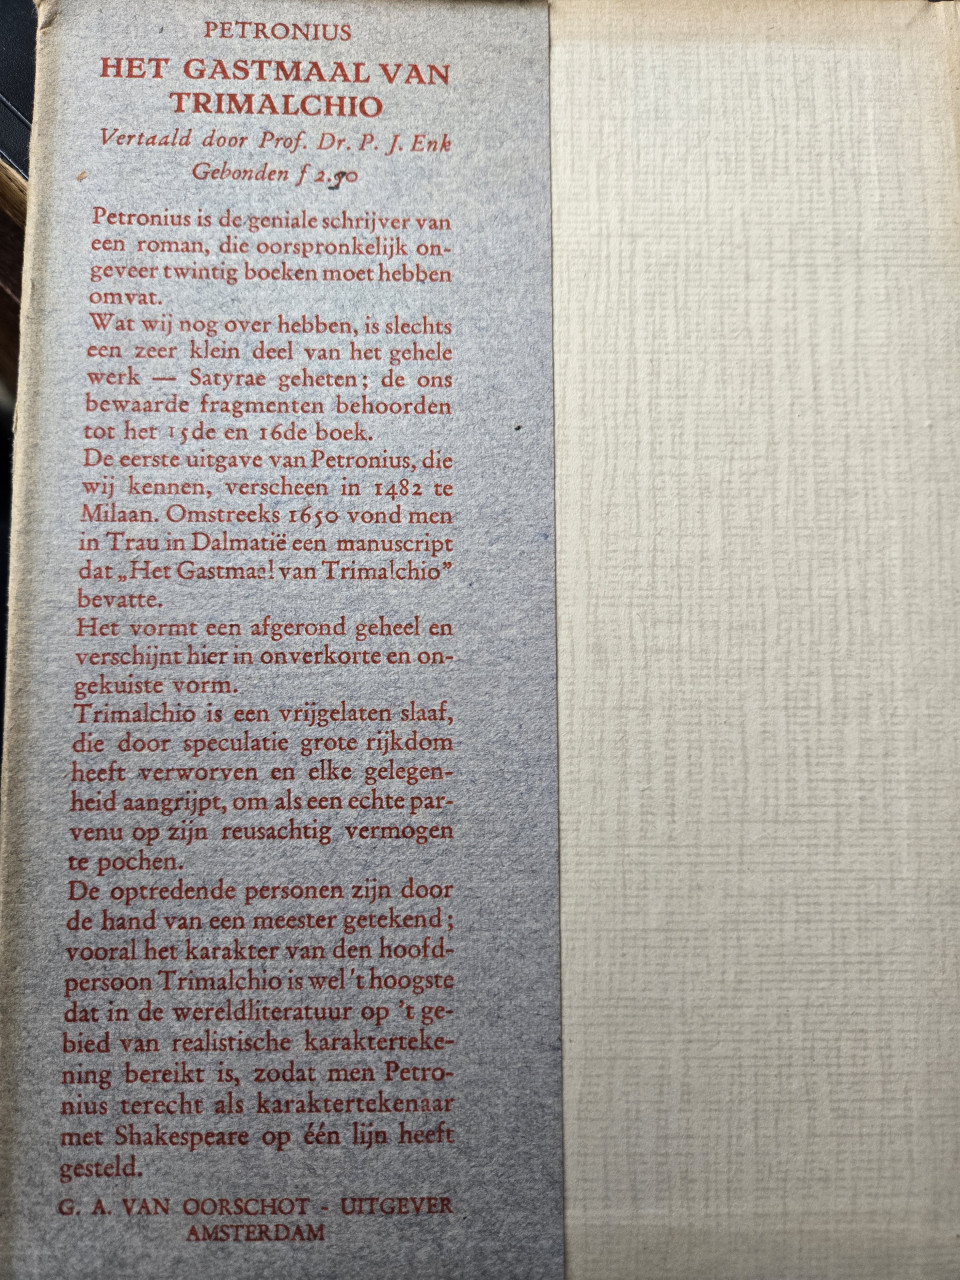 PETRONIUS
HET GASTMAAL VAN
TRIMALCHIO
Vertaald door Prof. Dr. P. J. Enk
Gebonden f 2.90
Petronius is de geniale schrijver van
een roman, die oorspronkelijk on-
geveer twintig boeken moet hebben
omvat.
Wat wij nog over hebben, is slechts
een zeer klein deel van het gehele
werk — Satyrae geheten; de ons
bewaarde fragmenten behoorden
tot het 15de en 16de boek.
De eerste uitgave van Petronius, die
wij kennen, verscheen in 1482 te
Milaan. Omstreeks 1650 vond men
in Trau in Dalmatië een manuscript
dat „Het Gastmaal van Trimalchio”
bevatte.
Het vormt een afgerond geheel en
verschijnt hier in onverkorte en on-
gekuiste vorm.
Trimalchio is een vrijgelaten slaaf,
die door speculatie grote rijkdom
heeft verworven en elke gelegen-
heid aangrijpt, om als een echte par-
venu op zijn reusachtig vermogen
te pochen.
De optredende personen zijn door
de hand van een meester getekend;
vooral het karakter van den hoofd-
persoon Trimalchio is wel 't hoogste
dat in de wereldliteratuur op 't ge-
bied van realistische karakterteke-
ning bereikt is, zodat men Petro-
nius terecht als karaktertekenaar
met Shakespeare op één lijn heeft
gesteld.
G. A. VAN OORSCHOT - UITGEVER
AMSTERDAM